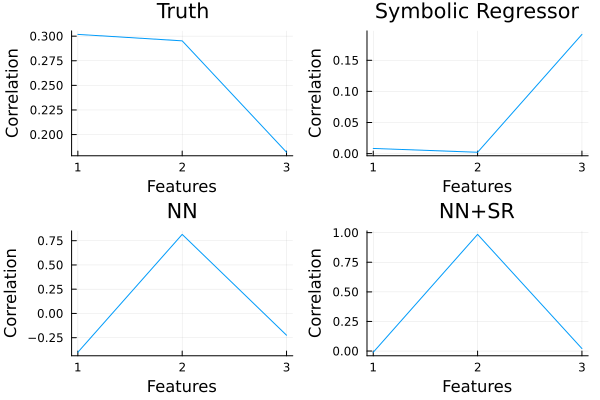 Truth
Correlation
0.300
0.275
0.250
0.225
0.200
1 2 3
Features
Symbolic Regressor
Correlation
0.15
0.10
0.05
0.00
1 2 3
Features
NN
Correlation
0.75
0.50
0.25
0.00
−0.25
1 2 3
Features
NN+SR
Correlation
1.00
0.75
0.50
0.25
0.00
1 2 3
Features